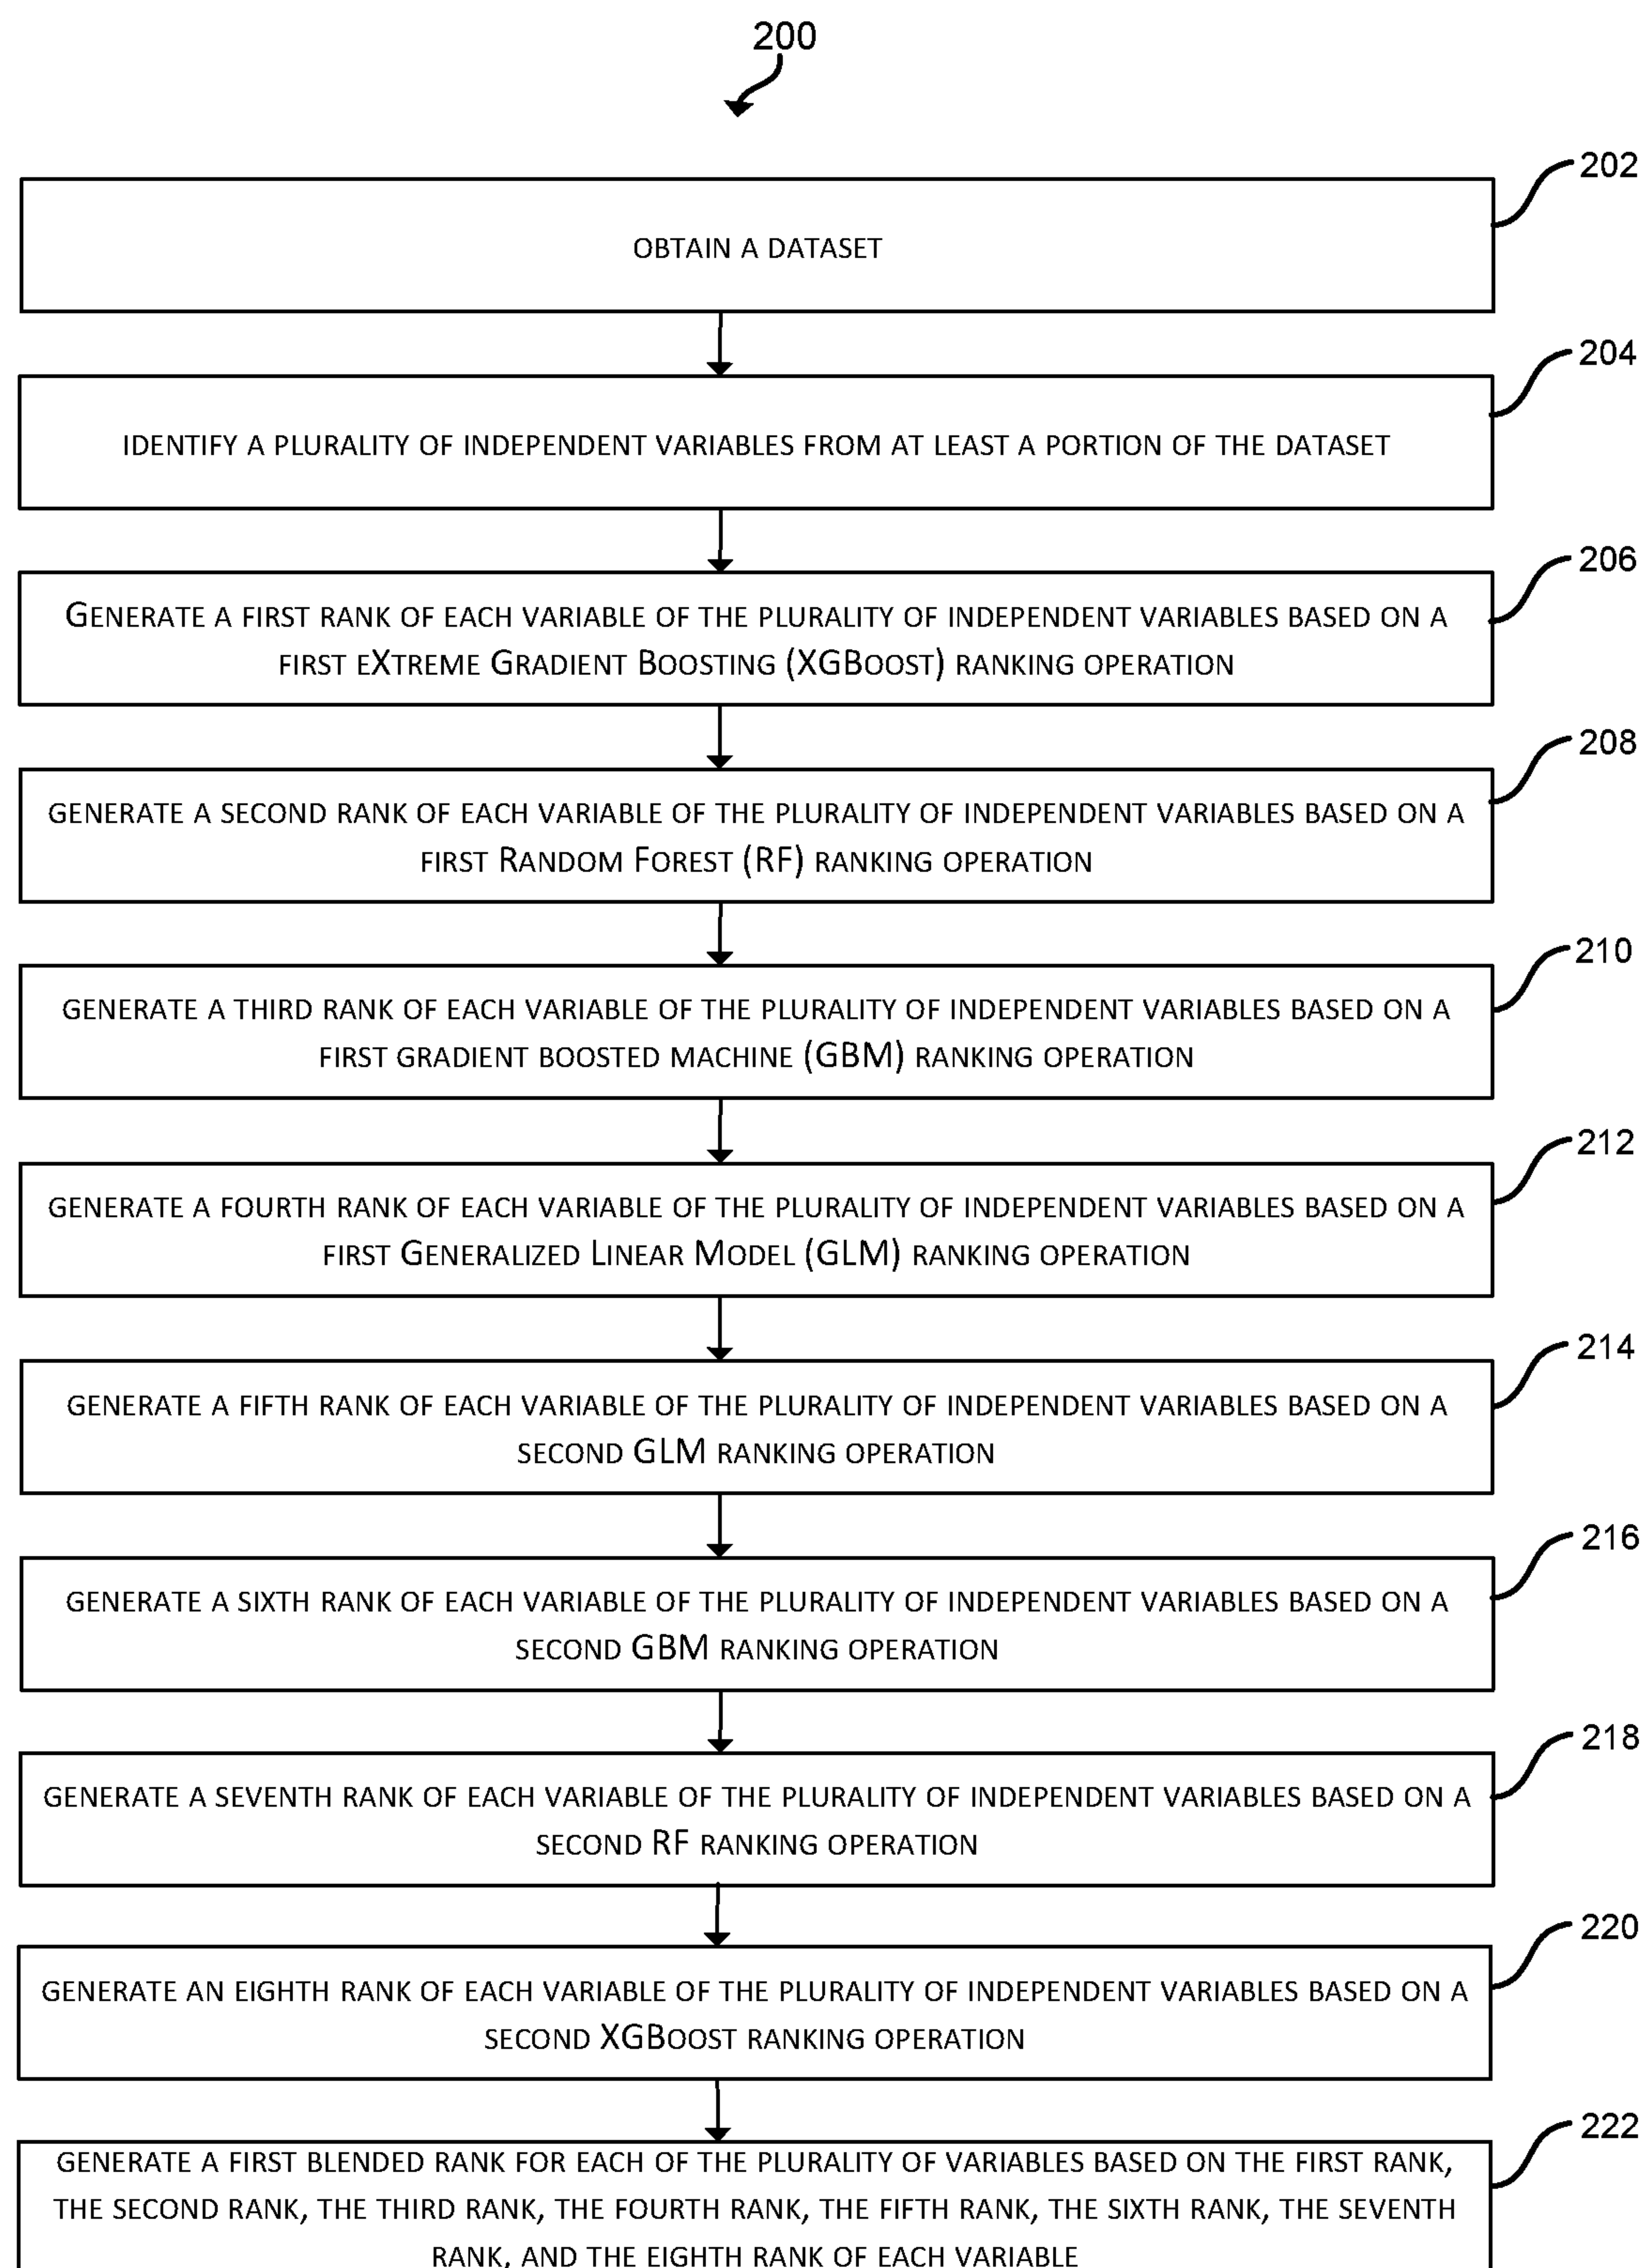 200
202
OBTAIN A DATASET
204
IDENTIFY A PLURALITY OF INDEPENDENT VARIABLES FROM AT LEAST A PORTION OF THE DATASET
206
GENERATE A FIRST RANK OF EACH VARIABLE OF THE PLURALITY OF INDEPENDENT VARIABLES BASED ON A
FIRST EXTREME GRADIENT BOOSTING (XGBOOST) RANKING OPERATION
208
GENERATE A SECOND RANK OF EACH VARIABLE OF THE PLURALITY OF INDEPENDENT VARIABLES BASED ON A
FIRST RANDOM FOREST (RF) RANKING OPERATION
210
GENERATE A THIRD RANK OF EACH VARIABLE OF THE PLURALITY OF INDEPENDENT VARIABLES BASED ON A
FIRST GRADIENT BOOSTED MACHINE (GBM) RANKING OPERATION
212
GENERATE A FOURTH RANK OF EACH VARIABLE OF THE PLURALITY OF INDEPENDENT VARIABLES BASED ON A
FIRST GENERALIZED LINEAR MODEL (GLM) RANKING OPERATION
214
GENERATE A FIFTH RANK OF EACH VARIABLE OF THE PLURALITY OF INDEPENDENT VARIABLES BASED ON A
SECOND GLM RANKING OPERATION
216
GENERATE A SIXTH RANK OF EACH VARIABLE OF THE PLURALITY OF INDEPENDENT VARIABLES BASED ON A
SECOND GBM RANKING OPERATION
218
GENERATE A SEVENTH RANK OF EACH VARIABLE OF THE PLURALITY OF INDEPENDENT VARIABLES BASED ON A
SECOND RF RANKING OPERATION
220
GENERATE AN EIGHTH RANK OF EACH VARIABLE OF THE PLURALITY OF INDEPENDENT VARIABLES BASED ON A
SECOND XGBOOST RANKING OPERATION
222
GENERATE A FIRST BLENDED RANK FOR EACH OF THE PLURALITY OF VARIABLES BASED ON THE FIRST RANK,
THE SECOND RANK, THE THIRD RANK, THE FOURTH RANK, THE FIFTH RANK, THE SIXTH RANK, THE SEVENTH
RANK, AND THE EIGHTH RANK OF EACH VARIABLE